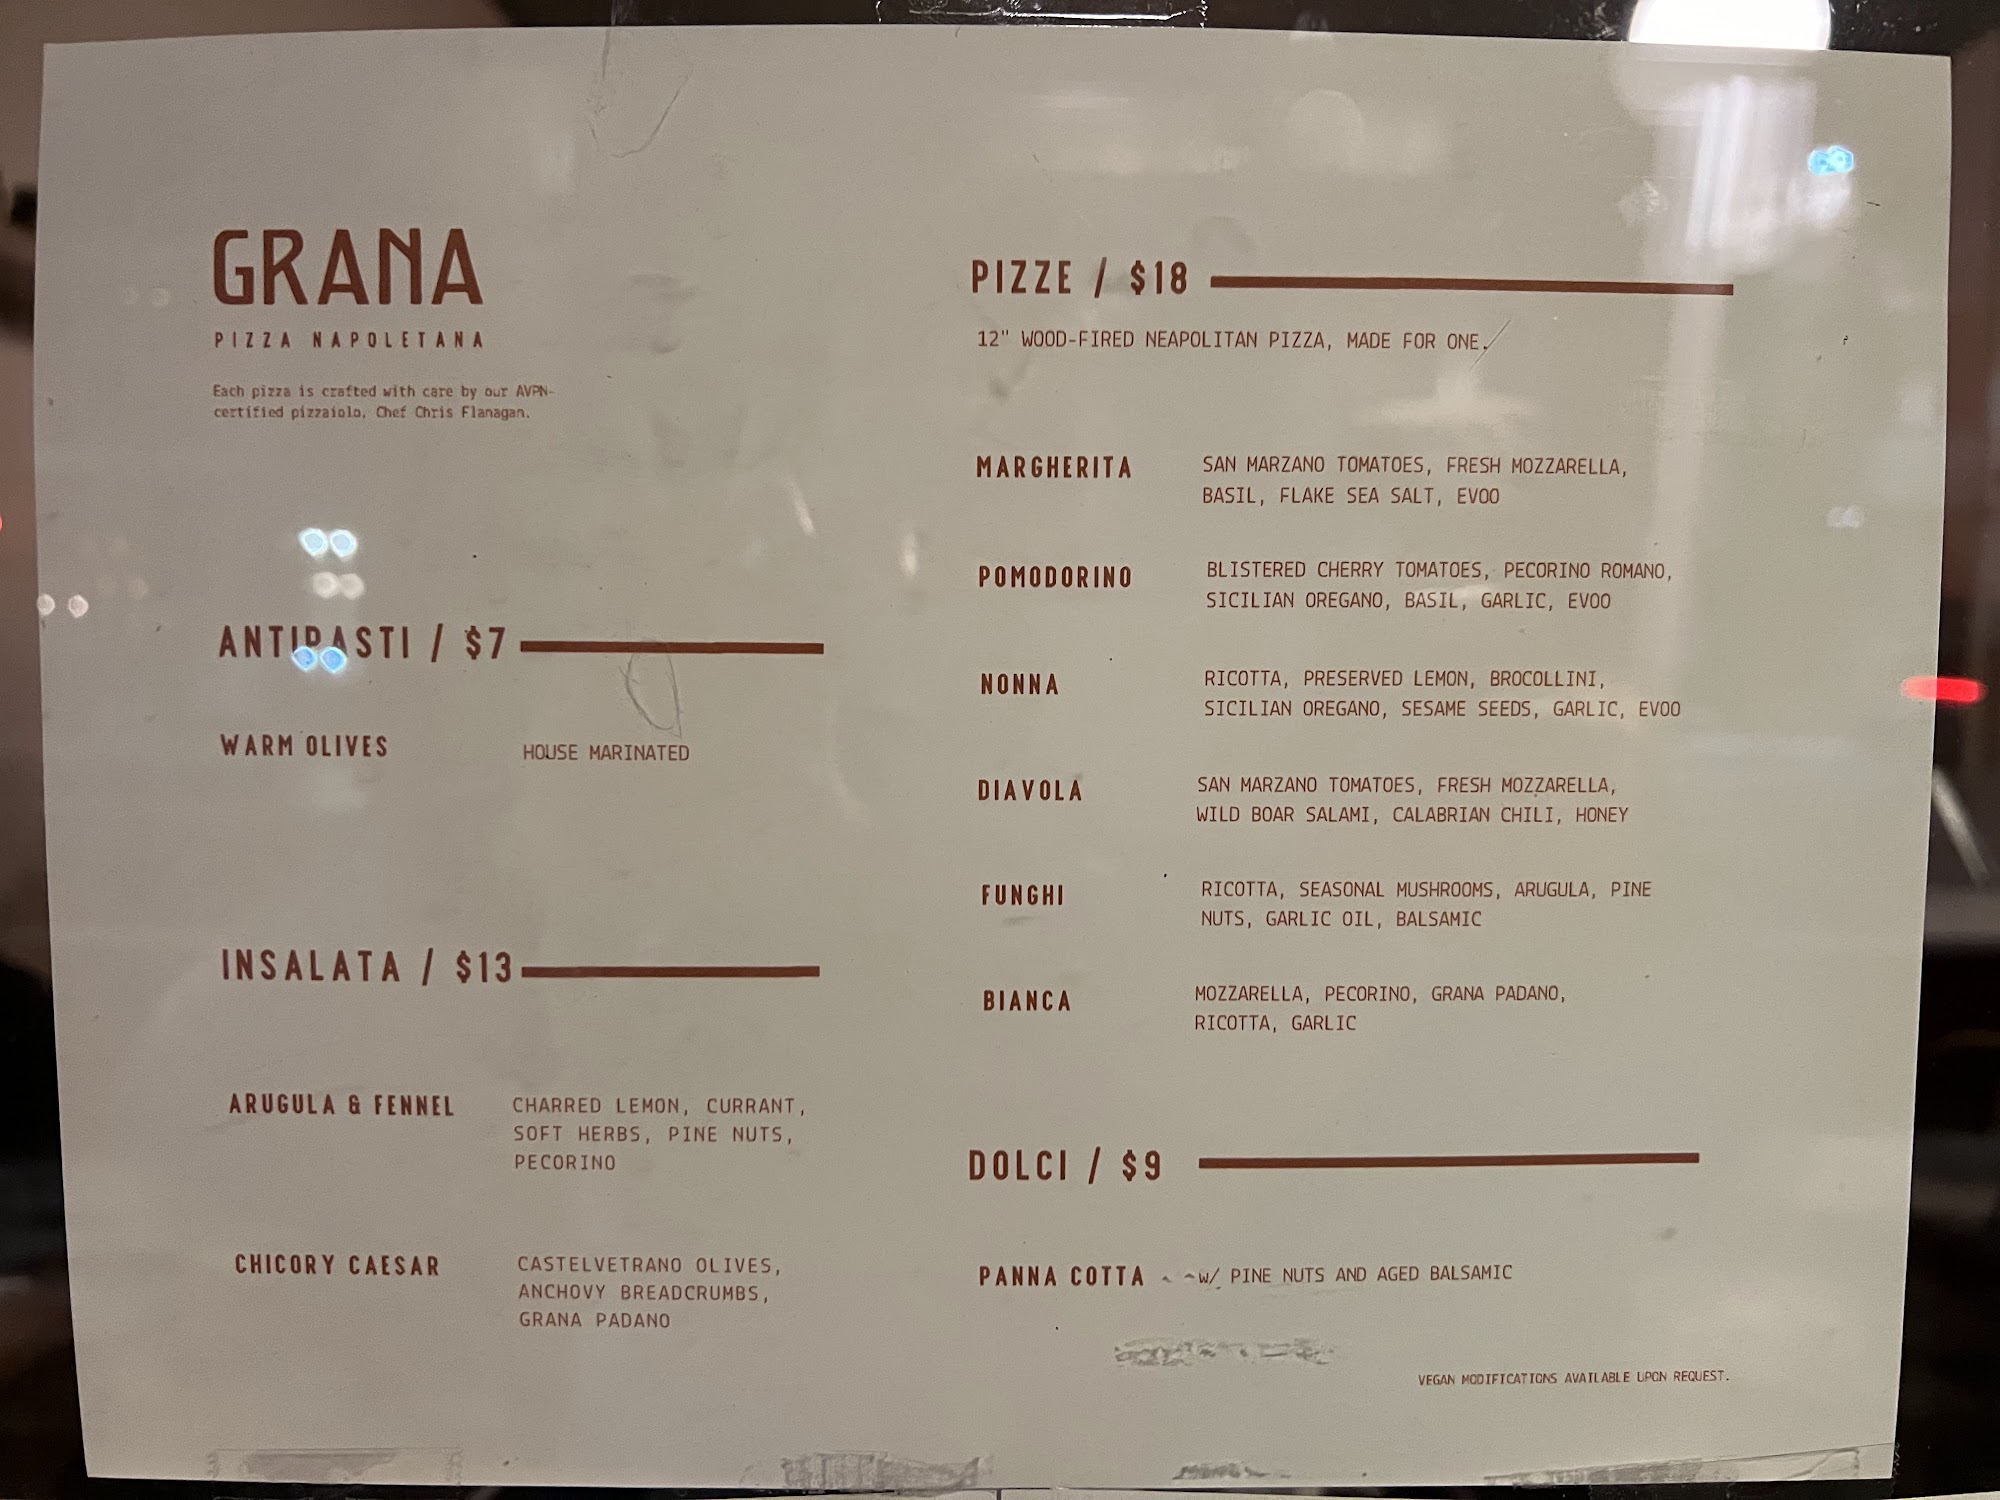 GRANA
PIZZA NAPOLETANA
Each pizza is crafted with care by our AVPN-
certified pizzaiolo, Chef Chris Flanagan.
ANTIPASTI / $7
WARM OLIVES
HOUSE MARINATED
INSALATA / $13
ARUGULA & FENNEL
CHARRED LEMON, CURRANT,
SOFT HERBS, PINE NUTS,
PECORINO
CHICORY CAESAR
CASTELVETRANO OLIVES,
ANCHOVY BREADCRUMBS,
GRANA PADANO
PIZZE / $18
12" WOOD-FIRED NEAPOLITAN PIZZA, MADE FOR ONE.
MARGHERITA
SAN MARZANO TOMATOES, FRESH MOZZARELLA,
BASIL, FLAKE SEA SALT, EVOO
POMODORINO
BLISTERED CHERRY TOMATOES, PECORINO ROMANO,
SICILIAN OREGANO, BASIL, GARLIC, EVOO
NONNA
RICOTTA, PRESERVED LEMON, BROCOLLINI,
SICILIAN OREGANO, SESAME SEEDS, GARLIC, EVOO
DIAVOLA
SAN MARZANO TOMATOES, FRESH MOZZARELLA,
WILD BOAR SALAMI, CALABRIAN CHILI, HONEY
FUNGHI
RICOTTA, SEASONAL MUSHROOMS, ARUGULA, PINE
NUTS, GARLIC OIL, BALSAMIC
BIANCA
MOZZARELLA, PECORINO, GRANA PADANO,
RICOTTA, GARLIC
DOLCI / $9
PANNA COTTA w/ PINE NUTS AND AGED BALSAMIC
VEGAN MODIFICATIONS AVAILABLE UPON REQUEST.